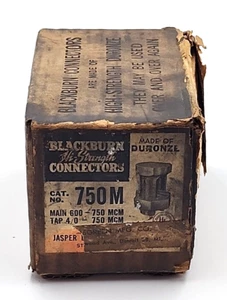 BLACKBURN CONNECTORS
ARE MADE OF
HIGH-STRENGTH DURONZE
THEY MAY BE USED
OVER AND OVER AGAIN
BLACKBURN
Hi-Strength
CONNECTORS
MADE OF
DURONZE
CAT.
NO. 750M
MAIN 600 - 750 MCM
TAP 4/0 - 750 MCM
JASPER